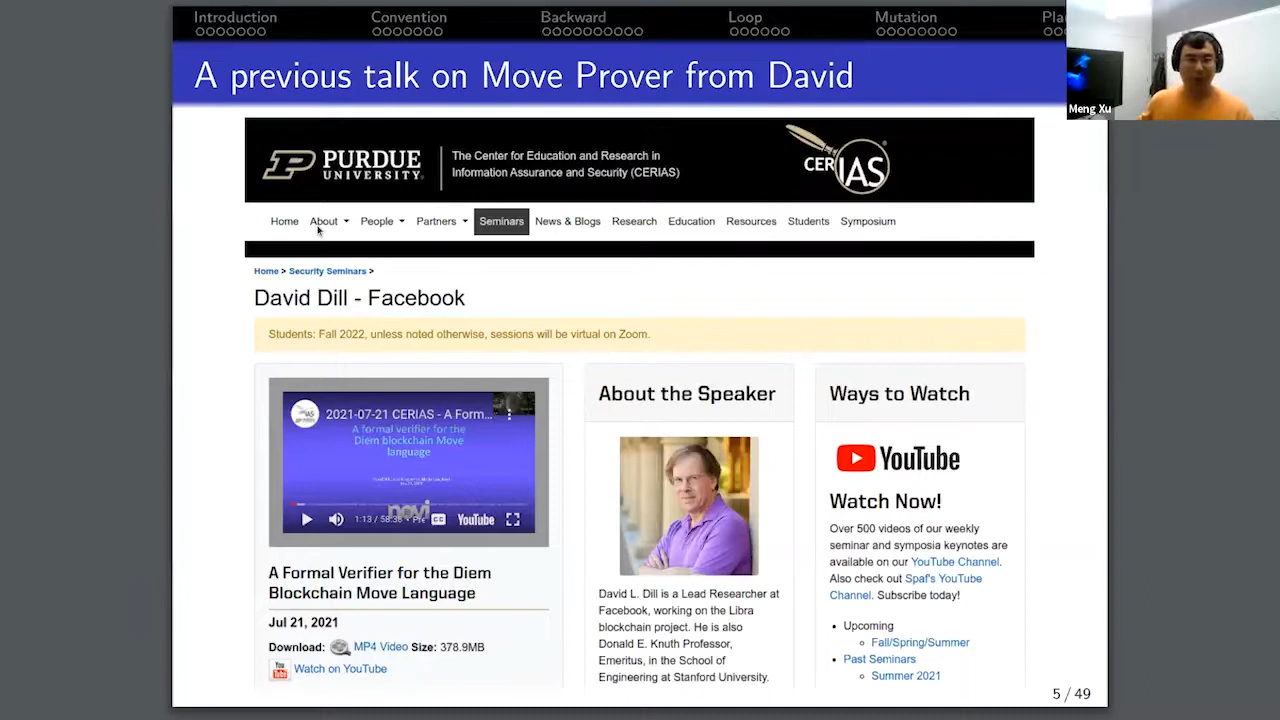 Introduction Convention Backward Loop Mutation Pla
Meng Xu
A previous talk on Move Prover from David
PURDUE
UNIVERSITY
The Center for Education and Research in
Information Assurance and Security (CERIAS)
CERIAS
Home About People Partners Seminars News & Blogs Research Education Resources Students Symposium
Home > Security Seminars >
David Dill - Facebook
Students: Fall 2022, unless noted otherwise, sessions will be virtual on Zoom.
2021-07-21 CERIAS - A Form...
A formal verifier for the
Diem blockchain Move
language
novi
1:13 / 58:38
CC
YouTube
A Formal Verifier for the Diem
Blockchain Move Language
Jul 21, 2021
Download: MP4 Video Size: 378.9MB
You
Tube
Watch on YouTube
About the Speaker
David L. Dill is a Lead Researcher at
Facebook, working on the Libra
blockchain project. He is also
Donald E. Knuth Professor,
Emeritus, in the School of
Engineering at Stanford University.
Ways to Watch
YouTube
Watch Now!
Over 500 videos of our weekly
seminar and symposia keynotes are
available on our YouTube Channel.
Also check out Spaf's YouTube
Channel. Subscribe today!
Upcoming
Fall/Spring/Summer
Past Seminars
Summer 2021
5 / 49